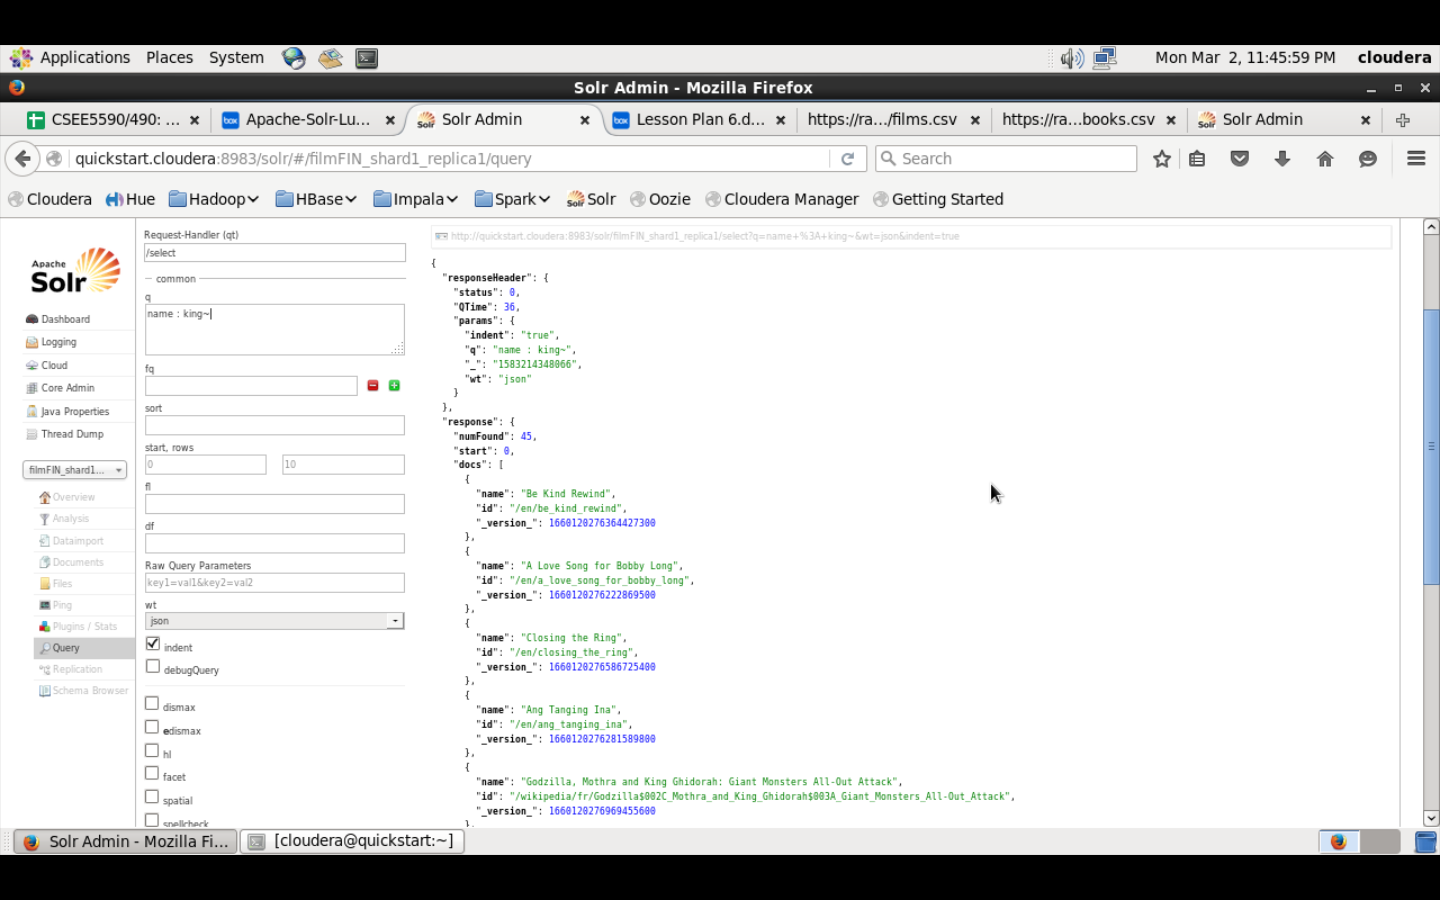 Applications Places System Mon Mar 2, 11:45:59 PM cloudera
Solr Admin - Mozilla Firefox
CSEE5590/490: ... Apache-Solr-Lu... Solr Admin Lesson Plan 6.d... https://ra.../films.csv https://ra...books.csv Solr Admin
quickstart.cloudera:8983/solr/#/filmFIN_shard1_replica1/query Search
Cloudera Hue Hadoop HBase Impala Spark Solr Oozie Cloudera Manager Getting Started
Apache
Solr
Dashboard
Logging
Cloud
Core Admin
Java Properties
Thread Dump
filmFIN_shard1...
Overview
Analysis
Dataimport
Documents
Files
Ping
Plugins / Stats
Query
Replication
Schema Browser
Request-Handler (qt)
/select
common
q
name : king~
fq
sort
start, rows
0 10
fl
df
Raw Query Parameters
key1=val1&key2=val2
wt
json
indent
debugQuery
dismax
edismax
hl
facet
spatial
spellcheck
http://quickstart.cloudera:8983/solr/filmFIN_shard1_replica1/select?q=name+%3A+king~&wt=json&indent=true
{
"responseHeader": {
"status": 0,
"QTime": 36,
"params": {
"indent": "true",
"q": "name : king~",
"_": "1583214348066",
"wt": "json"
}
},
"response": {
"numFound": 45,
"start": 0,
"docs": [
{
"name": "Be Kind Rewind",
"id": "/en/be_kind_rewind",
"_version_": 1660120276364427300
},
{
"name": "A Love Song for Bobby Long",
"id": "/en/a_love_song_for_bobby_long",
"_version_": 1660120276222869500
},
{
"name": "Closing the Ring",
"id": "/en/closing_the_ring",
"_version_": 1660120276586725400
},
{
"name": "Ang Tanging Ina",
"id": "/en/ang_tanging_ina",
"_version_": 1660120276281589800
},
{
"name": "Godzilla, Mothra and King Ghidorah: Giant Monsters All-Out Attack",
"id": "/wikipedia/fr/Godzilla$002C_Mothra_and_King_Ghidorah$003A_Giant_Monsters_All-Out_Attack",
"_version_": 1660120276969455600
},
Solr Admin - Mozilla Fi... [cloudera@quickstart:~]